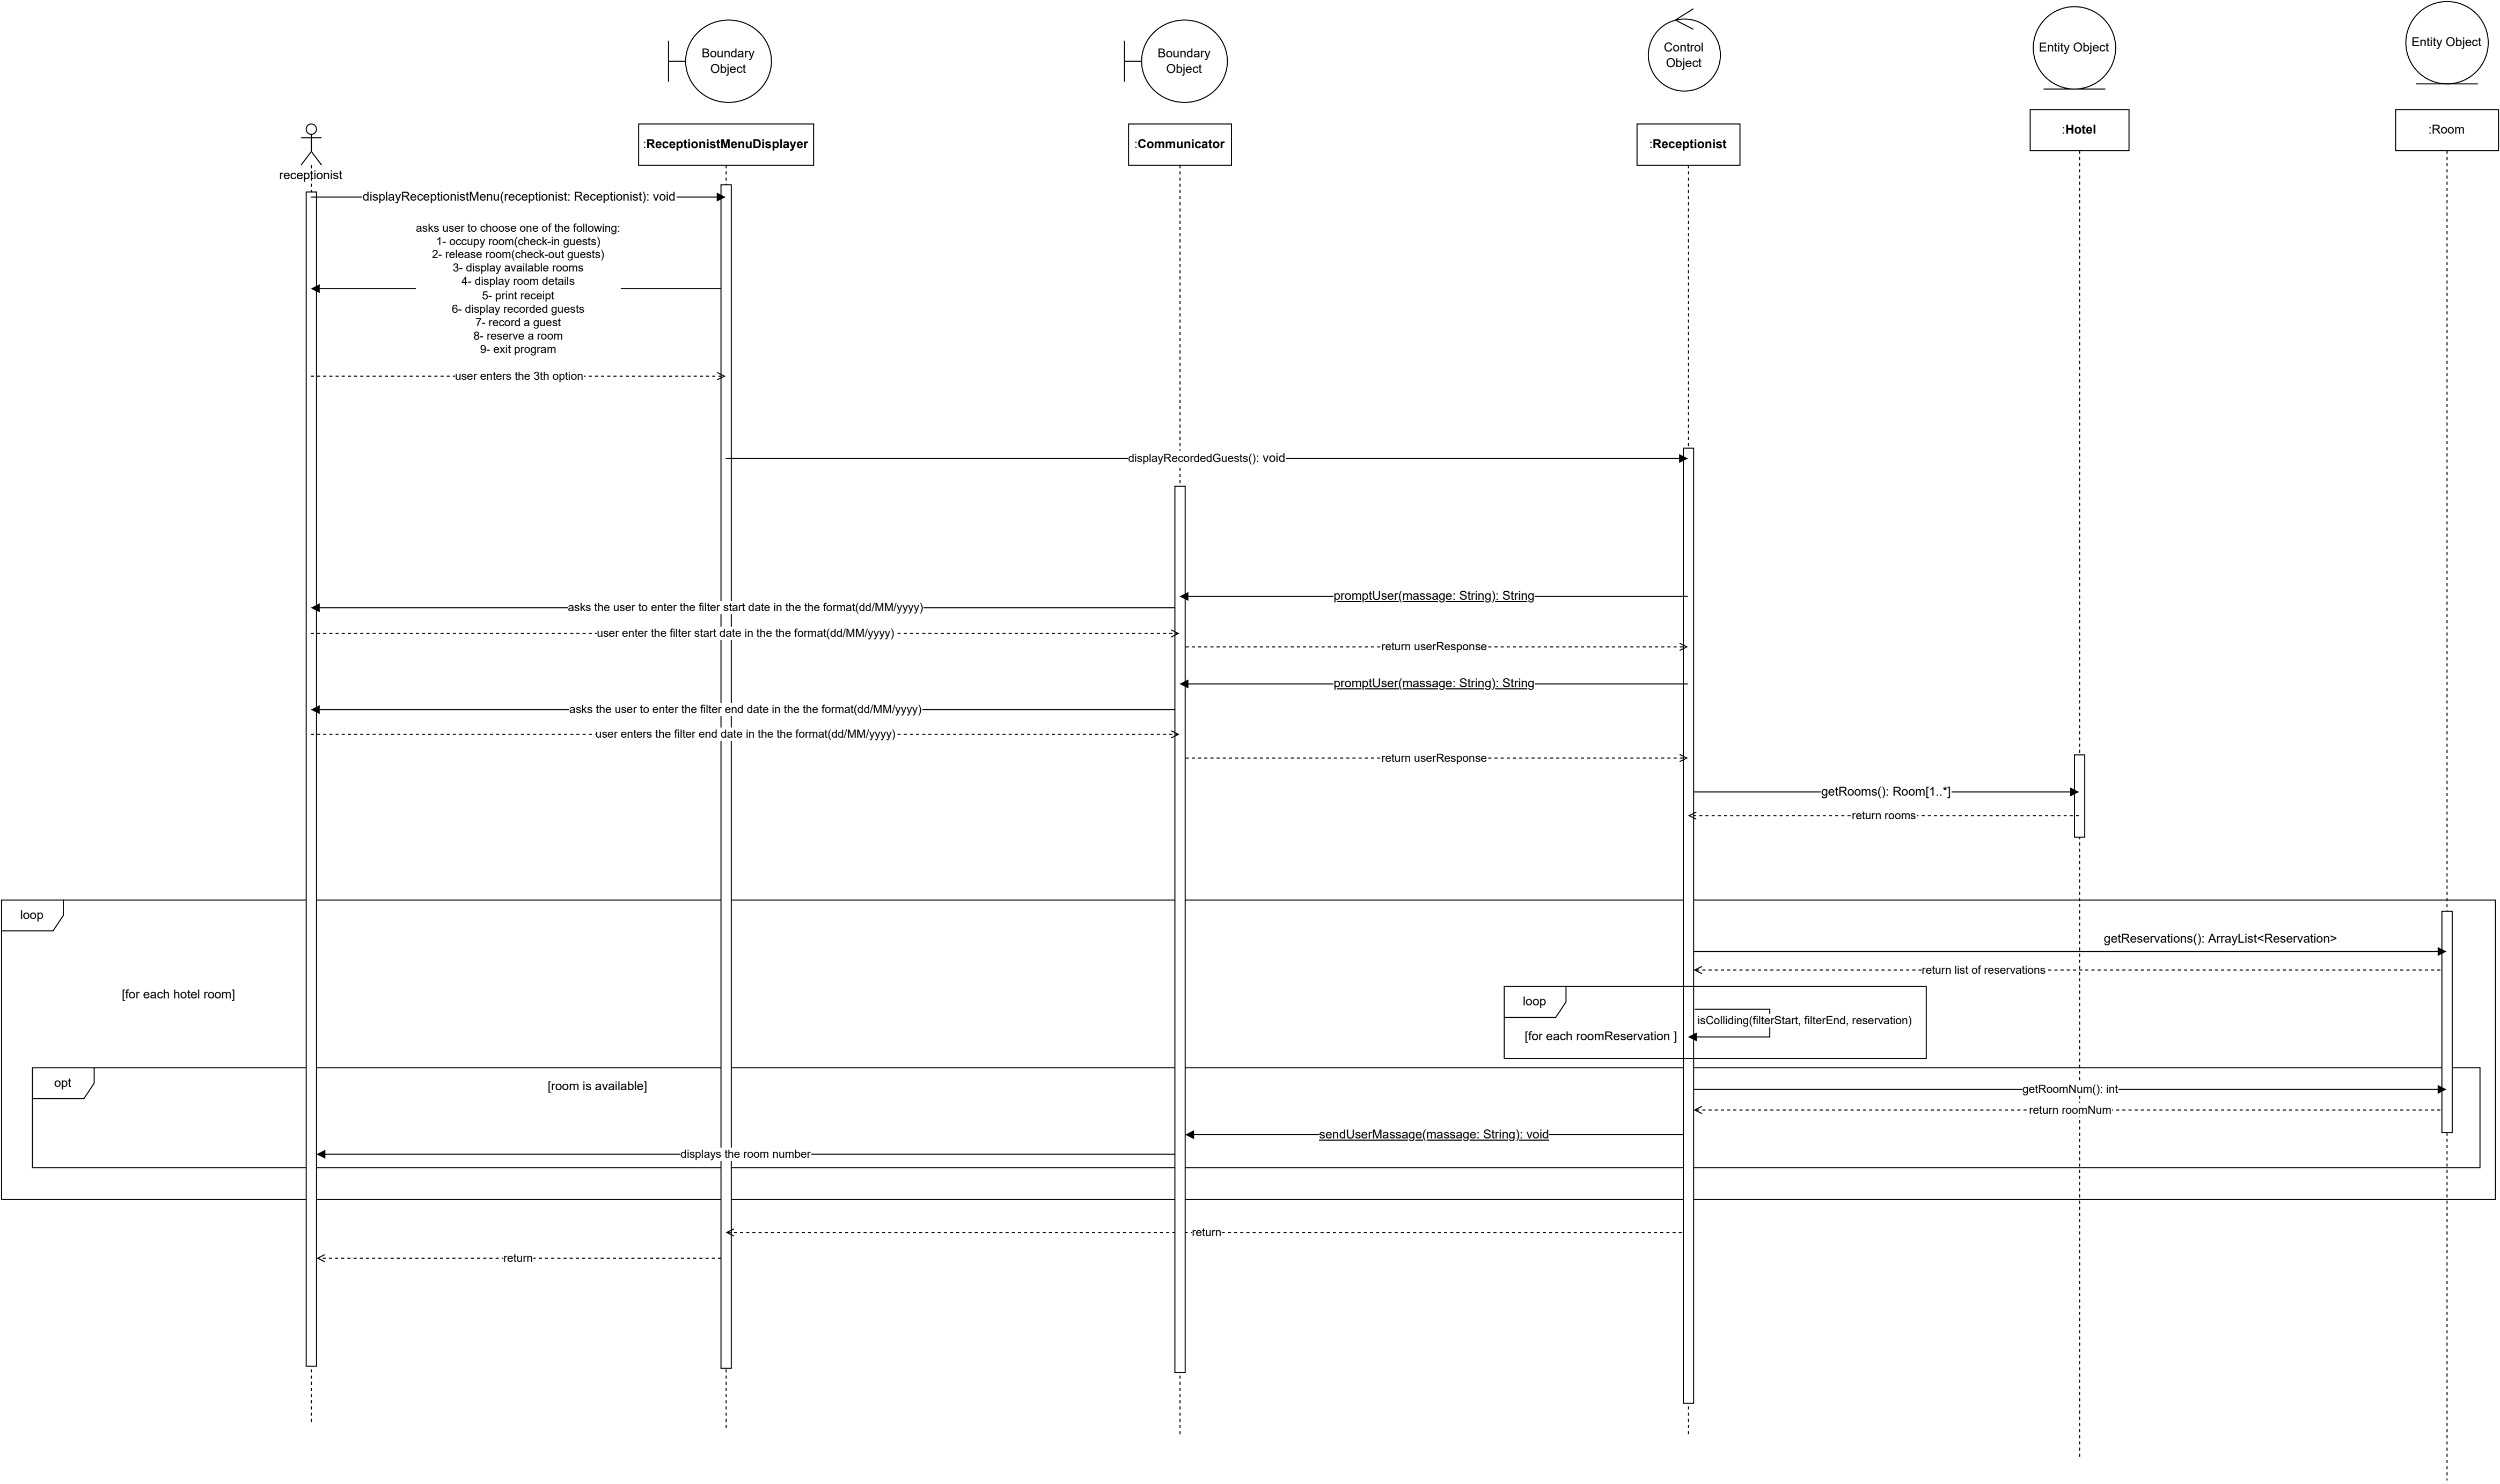 Boundary
Object
Boundary
Object
Control
Object
Entity Object
Entity Object
receptionist
:ReceptionistMenuDisplayer
:Communicator
:Receptionist
:Hotel
:Room
displayReceptionistMenu(receptionist: Receptionist): void
asks user to choose one of the following:
1- occupy room(check-in guests)
2- release room(check-out guests)
3- display available rooms
4- display room details
5- print receipt
6- display recorded guests
7- record a guest
8- reserve a room
9- exit program
user enters the 3th option
displayRecordedGuests(): void
promptUser(massage: String): String
asks the user to enter the filter start date in the the format(dd/MM/yyyy)
user enter the filter start date in the the format(dd/MM/yyyy)
return userResponse
promptUser(massage: String): String
asks the user to enter the filter end date in the the format(dd/MM/yyyy)
user enters the filter end date in the the format(dd/MM/yyyy)
return userResponse
getRooms(): Room[1..*]
return rooms
loop
getReservations(): ArrayList<Reservation>
return list of reservations
[for each hotel room]
loop
isColliding(filterStart, filterEnd, reservation)
[for each roomReservation ]
opt
[room is available]
getRoomNum(): int
return roomNum
sendUserMassage(massage: String): void
displays the room number
return
return